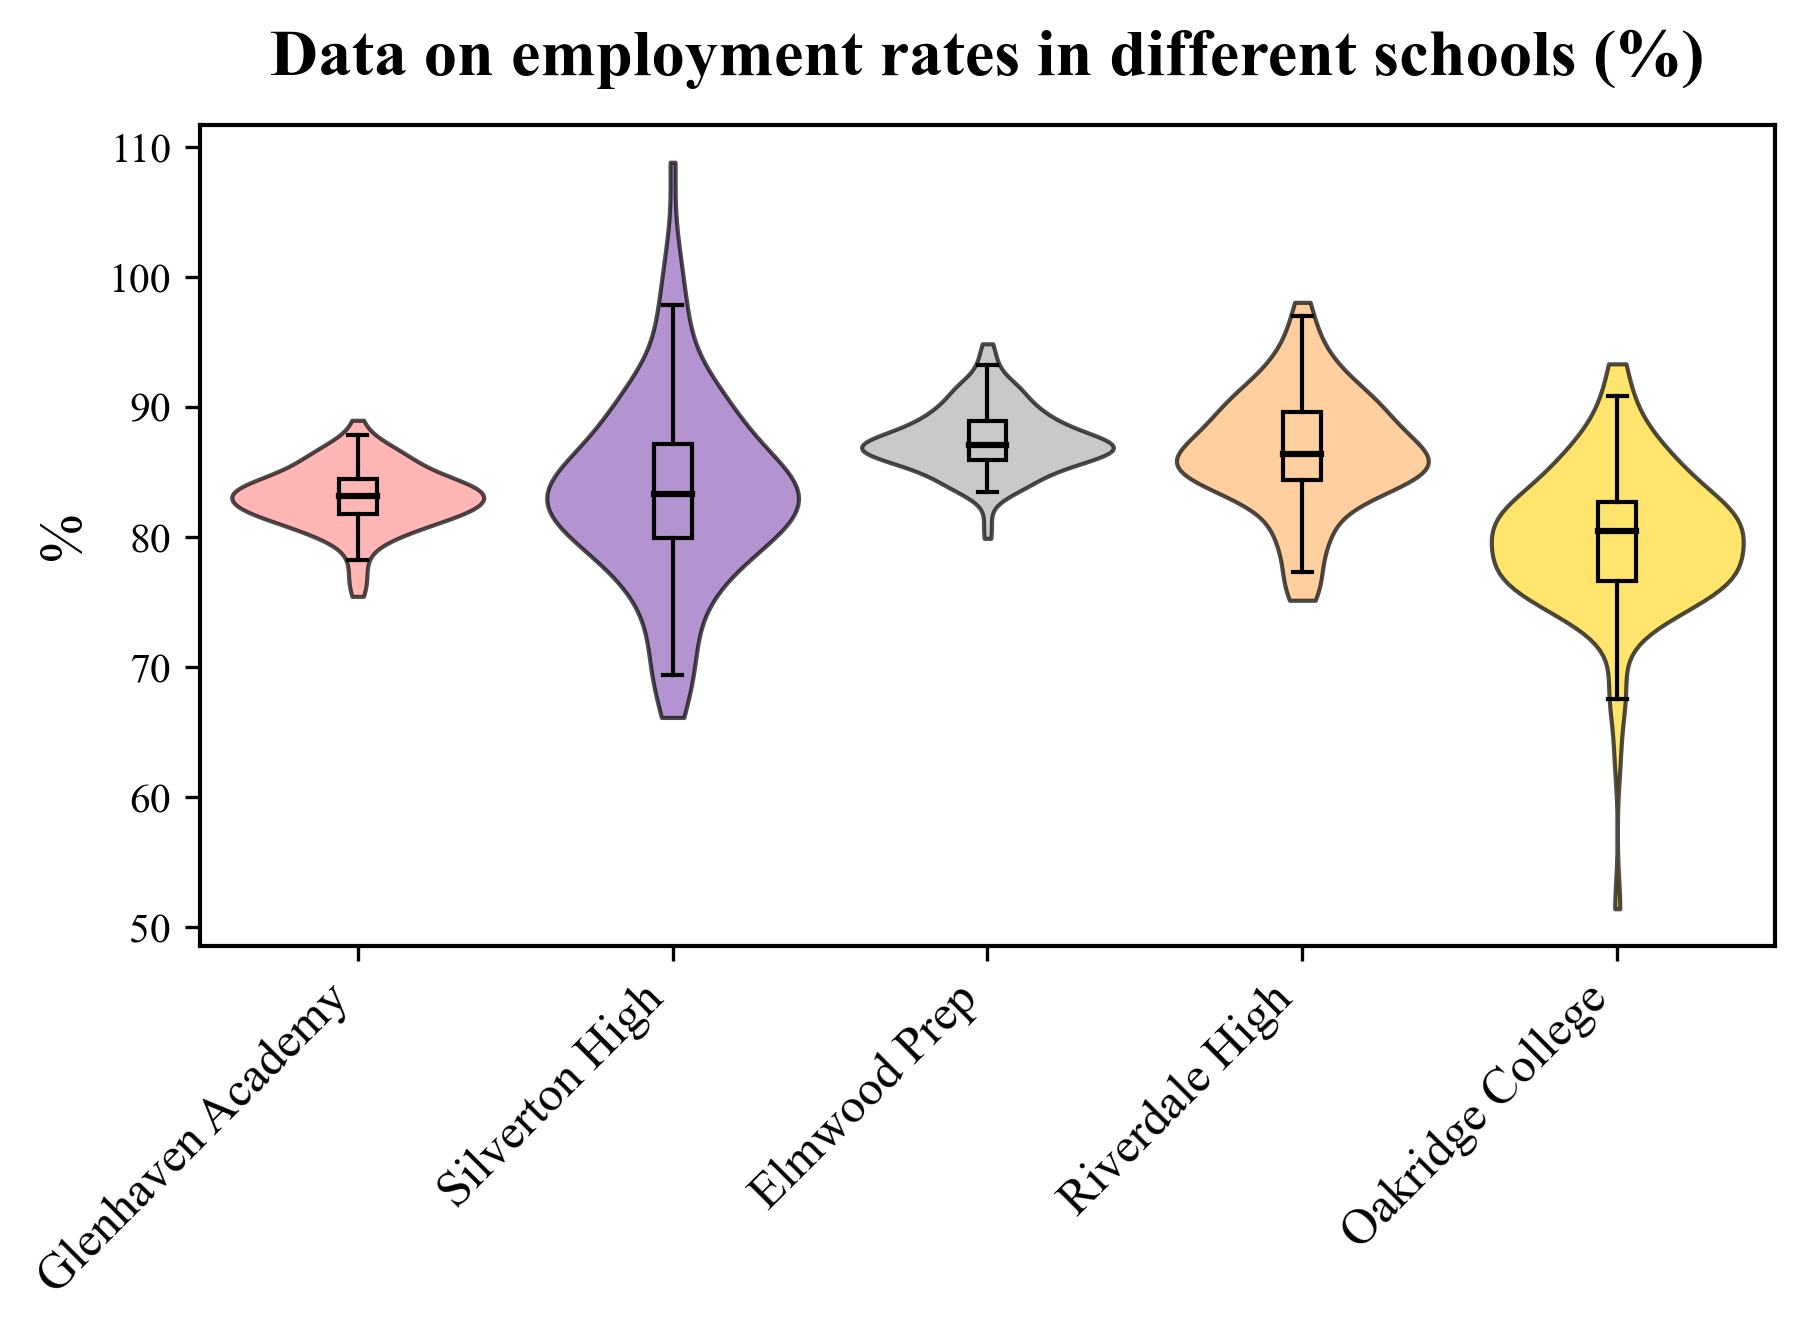 Data on employment rates in different schools (%)
110
100
90
80
70
60
50
%
Glenhaven Academy
Silverton High
Elmwood Prep
Riverdale High
Oakridge College